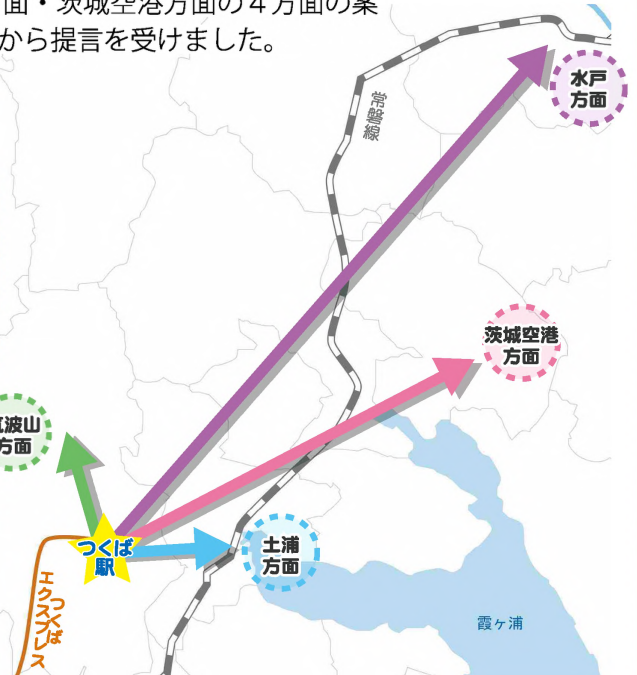 面・茨城空港方面の４方面の案
から提言を受けました。
水戸
方面
常磐線
茨城空港
方面
波山
方面
つくば
駅
土浦
方面
つくば
エクスプレス
霞ヶ浦